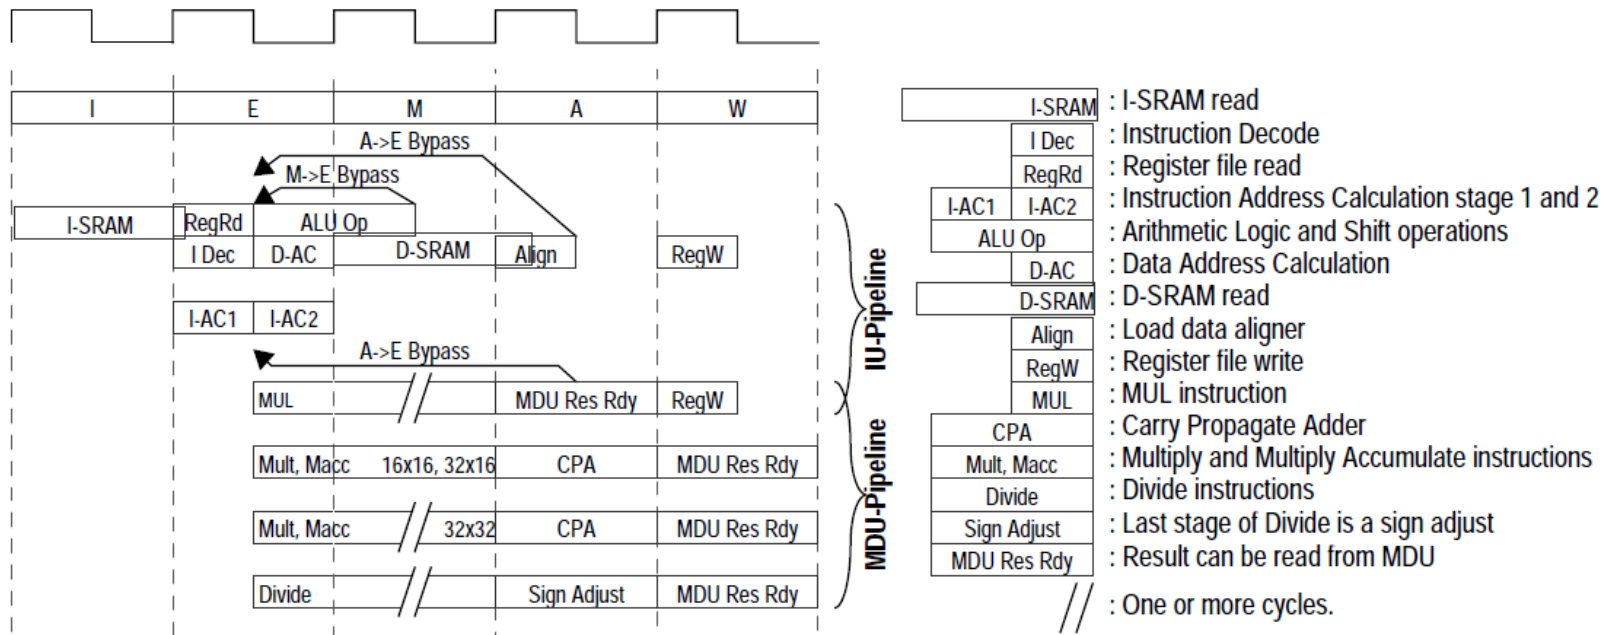 I E M A W
A->E Bypass
M->E Bypass
I-SRAM RegRd ALU Op
I Dec D-AC D-SRAM Align RegW
I-AC1 I-AC2
A->E Bypass
MUL MDU Res Rdy RegW
Mult, Macc 16x16, 32x16 CPA MDU Res Rdy
Mult, Macc 32x32 CPA MDU Res Rdy
Divide Sign Adjust MDU Res Rdy
IU-Pipeline
MDU-Pipeline
I-SRAM : I-SRAM read
I Dec : Instruction Decode
RegRd : Register file read
I-AC1 I-AC2 : Instruction Address Calculation stage 1 and 2
ALU Op : Arithmetic Logic and Shift operations
D-AC : Data Address Calculation
D-SRAM : D-SRAM read
Align : Load data aligner
RegW : Register file write
MUL : MUL instruction
CPA : Carry Propagate Adder
Mult, Macc : Multiply and Multiply Accumulate instructions
Divide : Divide instructions
Sign Adjust : Last stage of Divide is a sign adjust
MDU Res Rdy : Result can be read from MDU
: One or more cycles.